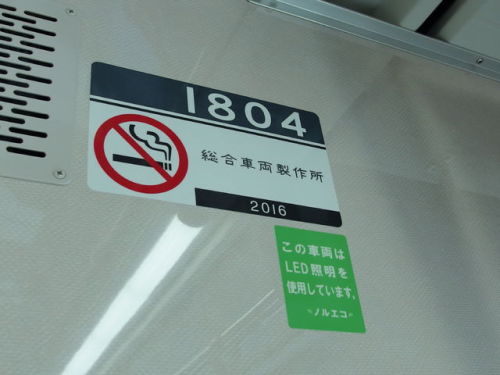 1804
総合車両製作所
2016
この車両は
LED照明を
使用しています。
～ノルエコ～